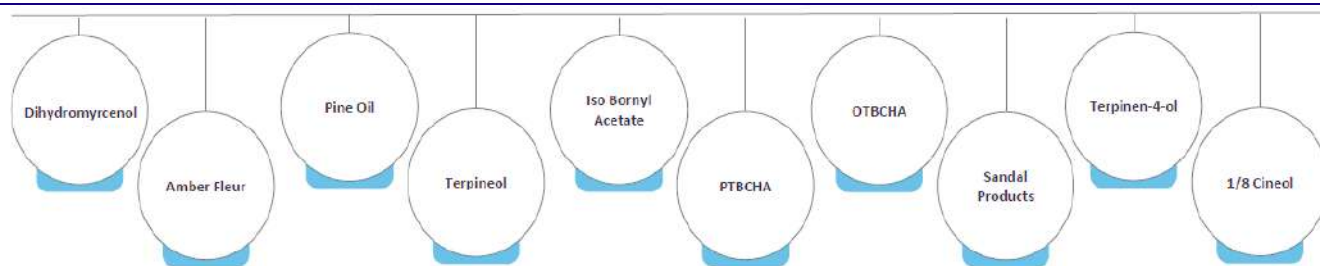 Dihydromyrcenol
Amber Fleur
Pine Oil
Terpineol
Iso Bornyl
Acetate
PTBCHA
OTBCHA
Sandal
Products
Terpinen-4-ol
1/8 Cineol